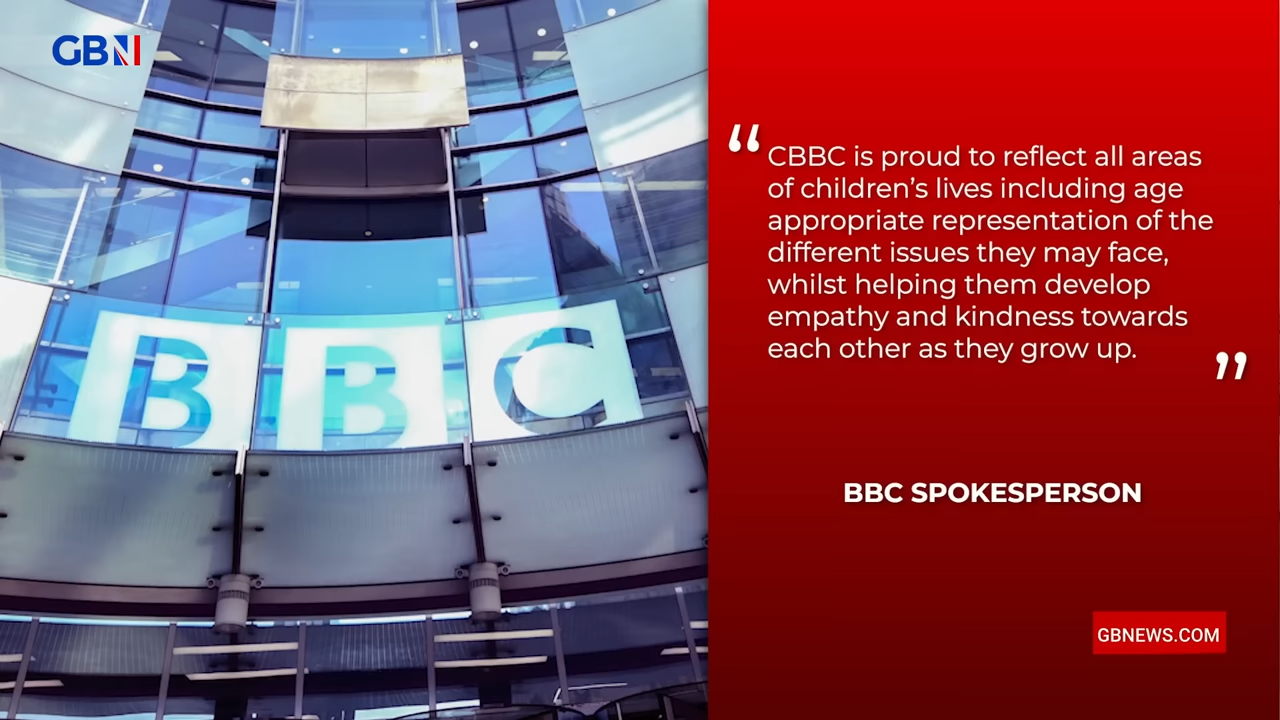 GBN
BBC
“CBBC is proud to reflect all areas
of children’s lives including age
appropriate representation of the
different issues they may face,
whilst helping them develop
empathy and kindness towards
each other as they grow up.”
BBC SPOKESPERSON
GBNEWS.COM